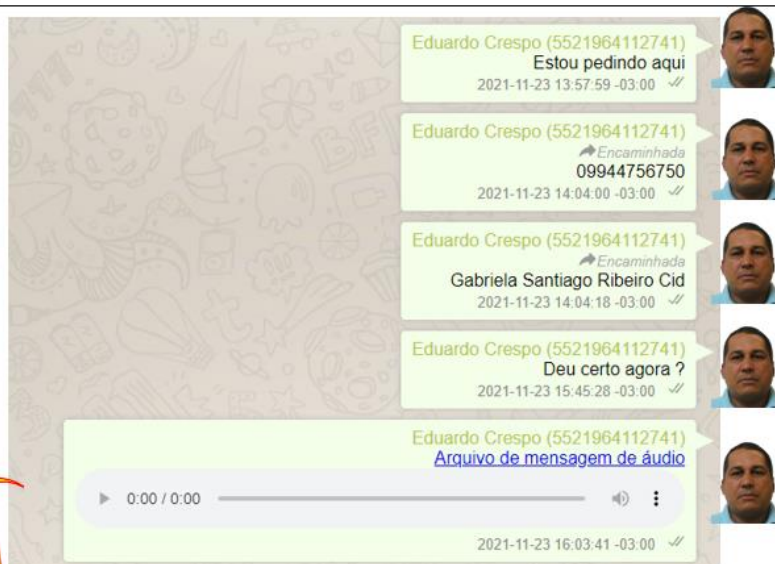 Eduardo Crespo (5521964112741)
Estou pedindo aqui
2021-11-23 13:57:59 -03:00
Eduardo Crespo (5521964112741)
Encaminhada
09944756750
2021-11-23 14:04:00 -03:00
Eduardo Crespo (5521964112741)
Encaminhada
Gabriela Santiago Ribeiro Cid
2021-11-23 14:04:18 -03:00
Eduardo Crespo (5521964112741)
Deu certo agora ?
2021-11-23 15:45:28 -03:00
Eduardo Crespo (5521964112741)
Arquivo de mensagem de áudio
0:00 / 0:00
2021-11-23 16:03:41 -03:00